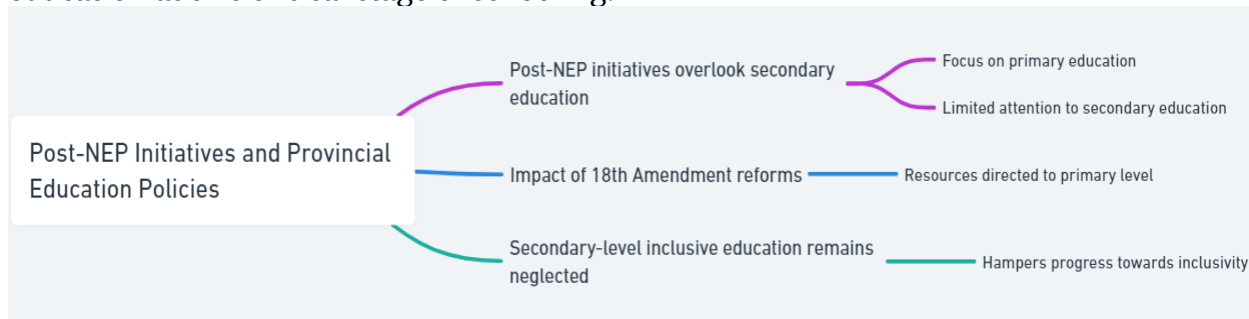 Post-NEP initiatives overlook secondary
education
Focus on primary education
Limited attention to secondary education
Post-NEP Initiatives and Provincial
Education Policies
Impact of 18th Amendment reforms
Resources directed to primary level
Secondary-level inclusive education remains
neglected
Hampers progress towards inclusivity